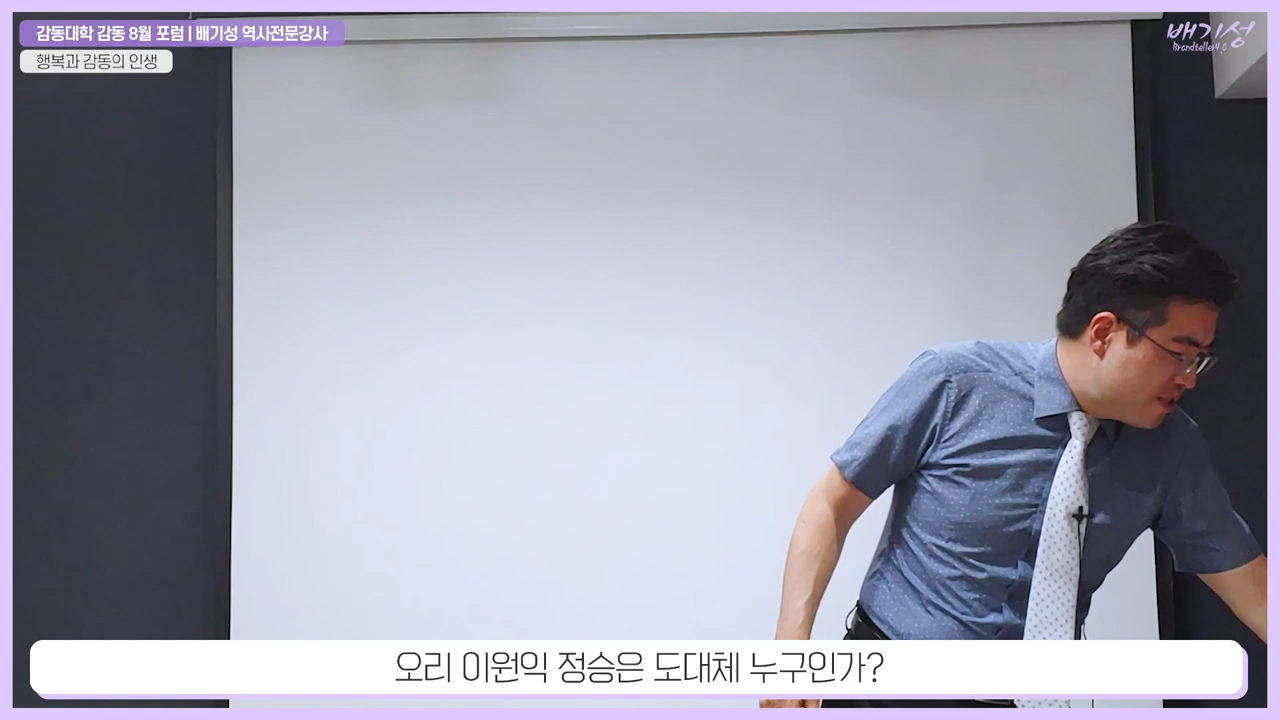 감동대학 감동 8월 포럼 | 배기성 역사전문강사
행복과 감동의 인생
배기성
Brandteller4.0
오리 이원익 정승은 도대체 누구인가?